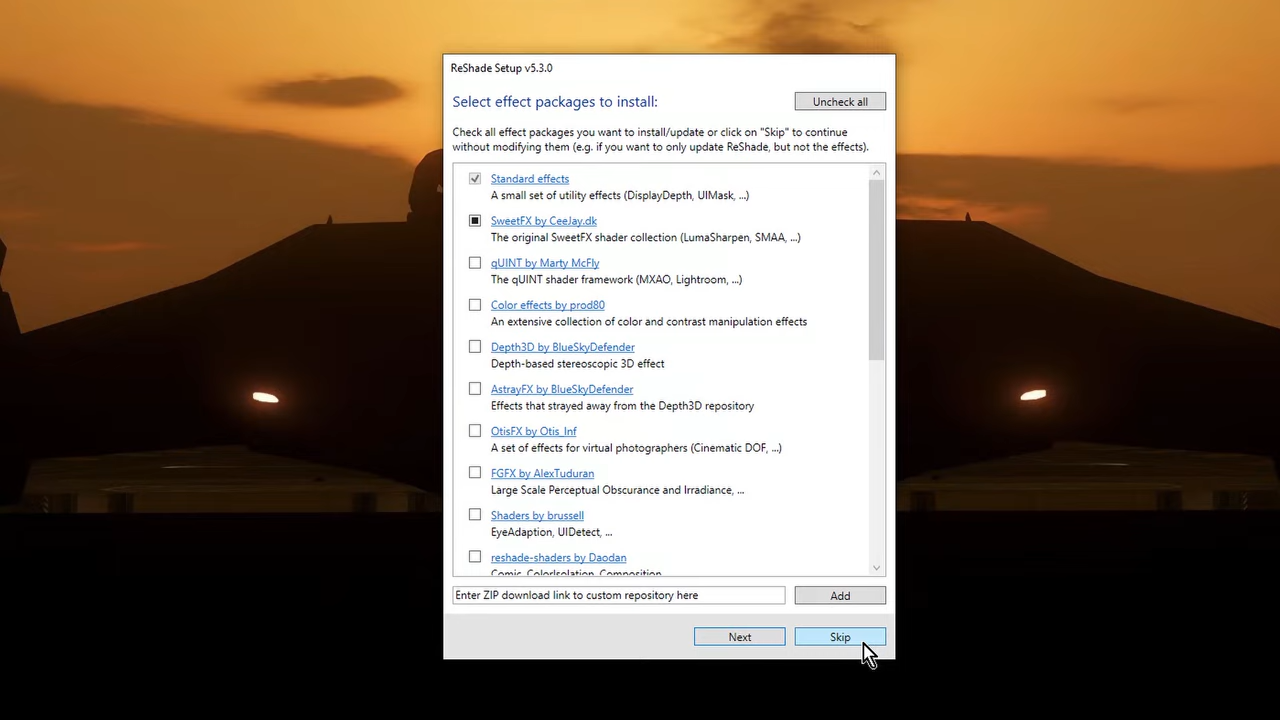 ReShade Setup v5.3.0
Select effect packages to install:
Uncheck all
Check all effect packages you want to install/update or click on "Skip" to continue
without modifying them (e.g. if you want to only update ReShade, but not the effects).
Standard effects
A small set of utility effects (DisplayDepth, UIMask, ...)
SweetFX by CeeJay.dk
The original SweetFX shader collection (LumaSharpen, SMAA, ...)
qUINT by Marty McFly
The qUINT shader framework (MXAO, Lightroom, ...)
Color effects by prod80
An extensive collection of color and contrast manipulation effects
Depth3D by BlueSkyDefender
Depth-based stereoscopic 3D effect
AstrayFX by BlueSkyDefender
Effects that strayed away from the Depth3D repository
OtisFX by Otis_Inf
A set of effects for virtual photographers (Cinematic DOF, ...)
FGFX by AlexTuduran
Large Scale Perceptual Obscurance and Irradiance, ...
Shaders by brussell
EyeAdaption, UIDetect, ...
reshade-shaders by Daodan
Comic, ColorIsolation, Composition
Enter ZIP download link to custom repository here
Add
Next
Skip